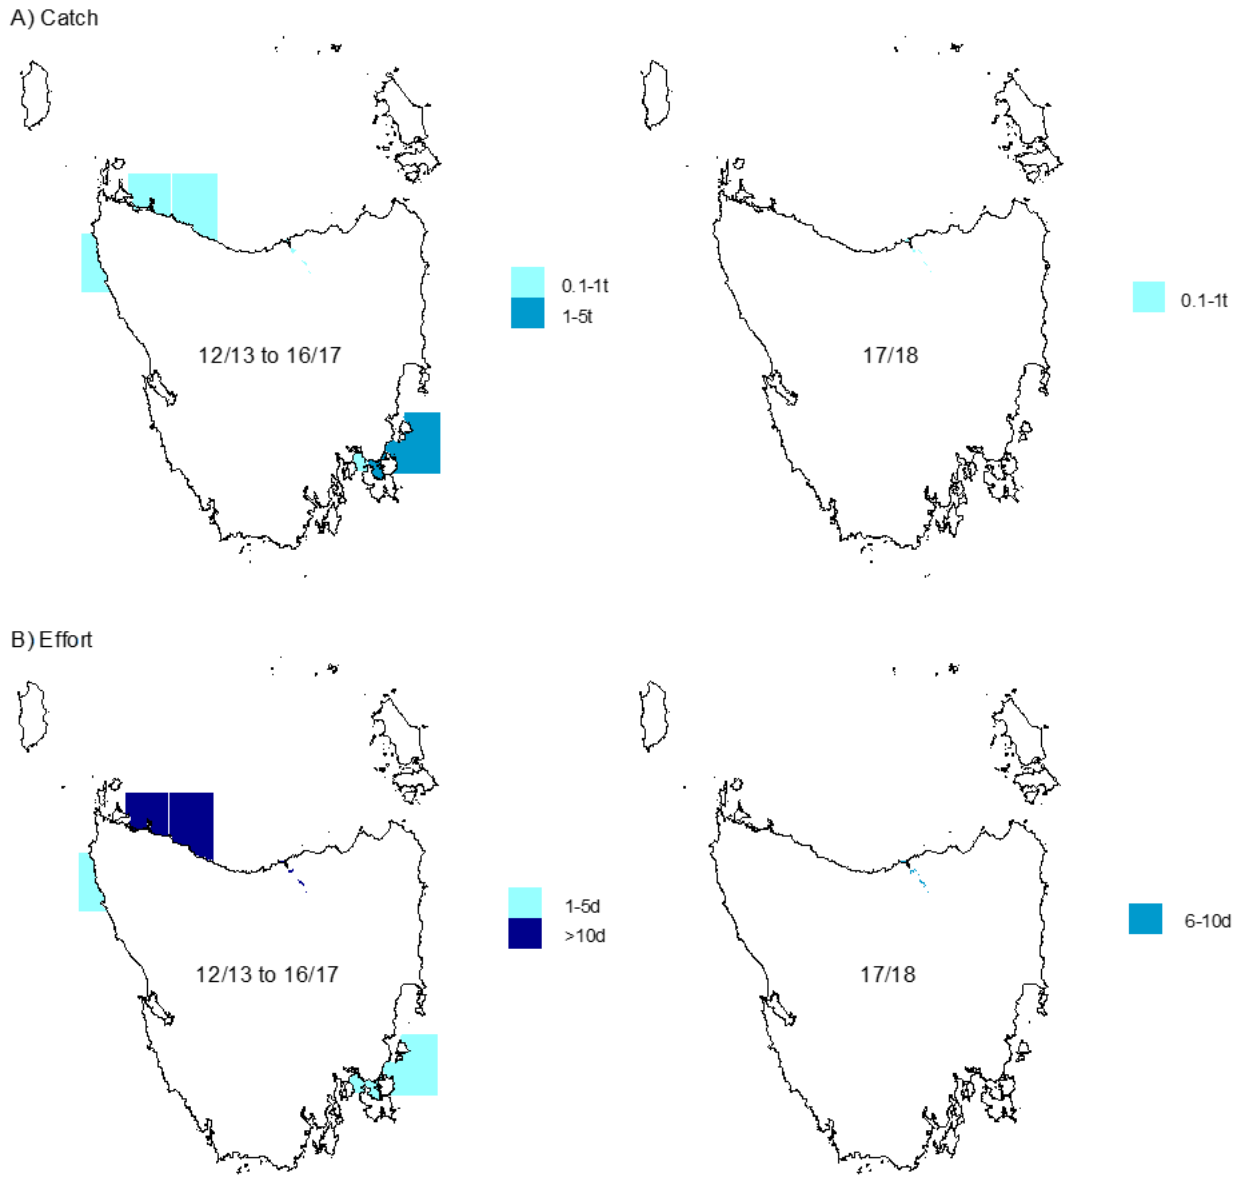 A) Catch
0.1-1t
1-5t
12/13 to 16/17
0.1-1t
17/18
B) Effort
1-5d
>10d
12/13 to 16/17
6-10d
17/18